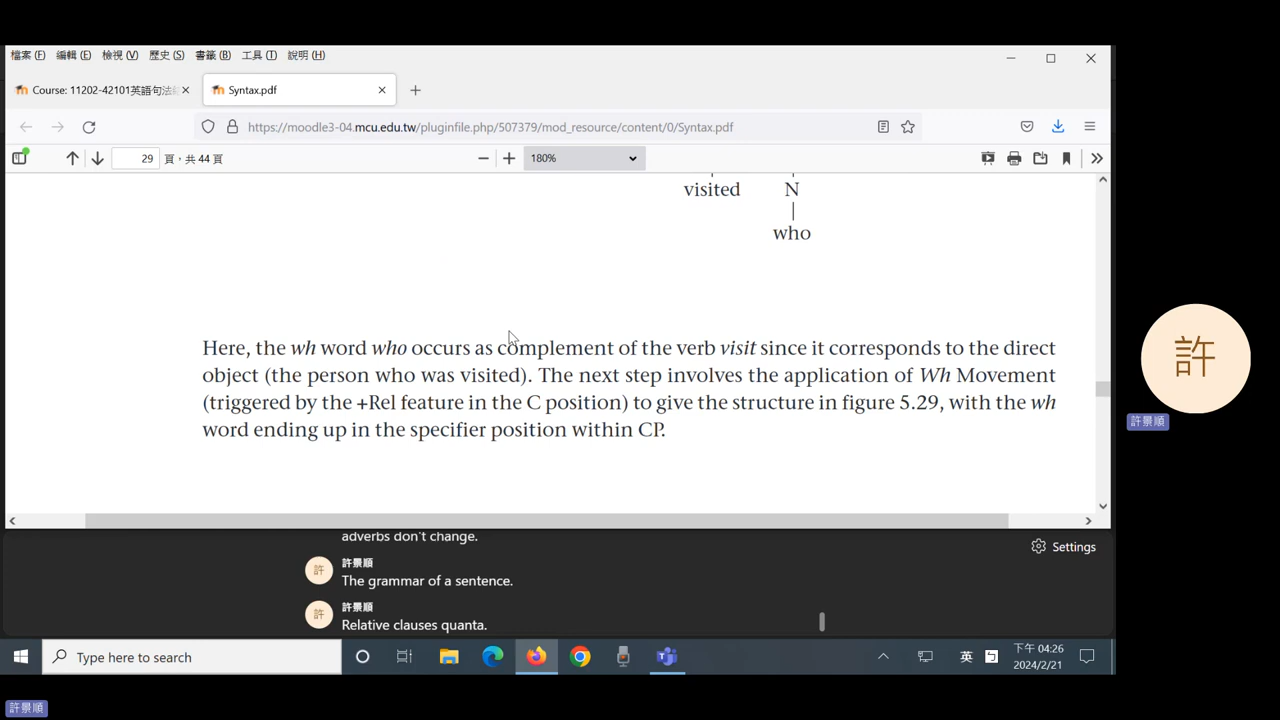 檔案 (F) 編輯 (E) 檢視 (V) 歷史 (S) 書籤 (B) 工具 (T) 說明 (H)
Course: 11202-42101英語句法 Syntax.pdf
https://moodle3-04.mcu.edu.tw/pluginfile.php/507379/mod_resource/content/0/Syntax.pdf
29 頁，共 44 頁 180%
visited N
who
Here, the wh word who occurs as complement of the verb visit since it corresponds to the direct
object (the person who was visited). The next step involves the application of Wh Movement
(triggered by the +Rel feature in the C position) to give the structure in figure 5.29, with the wh
word ending up in the specifier position within CP.
許
許景順
adverbs don't change.
Settings
許 許景順
The grammar of a sentence.
許 許景順
Relative clauses quanta.
Type here to search
英 下午 04:26
2024/2/21
許景順